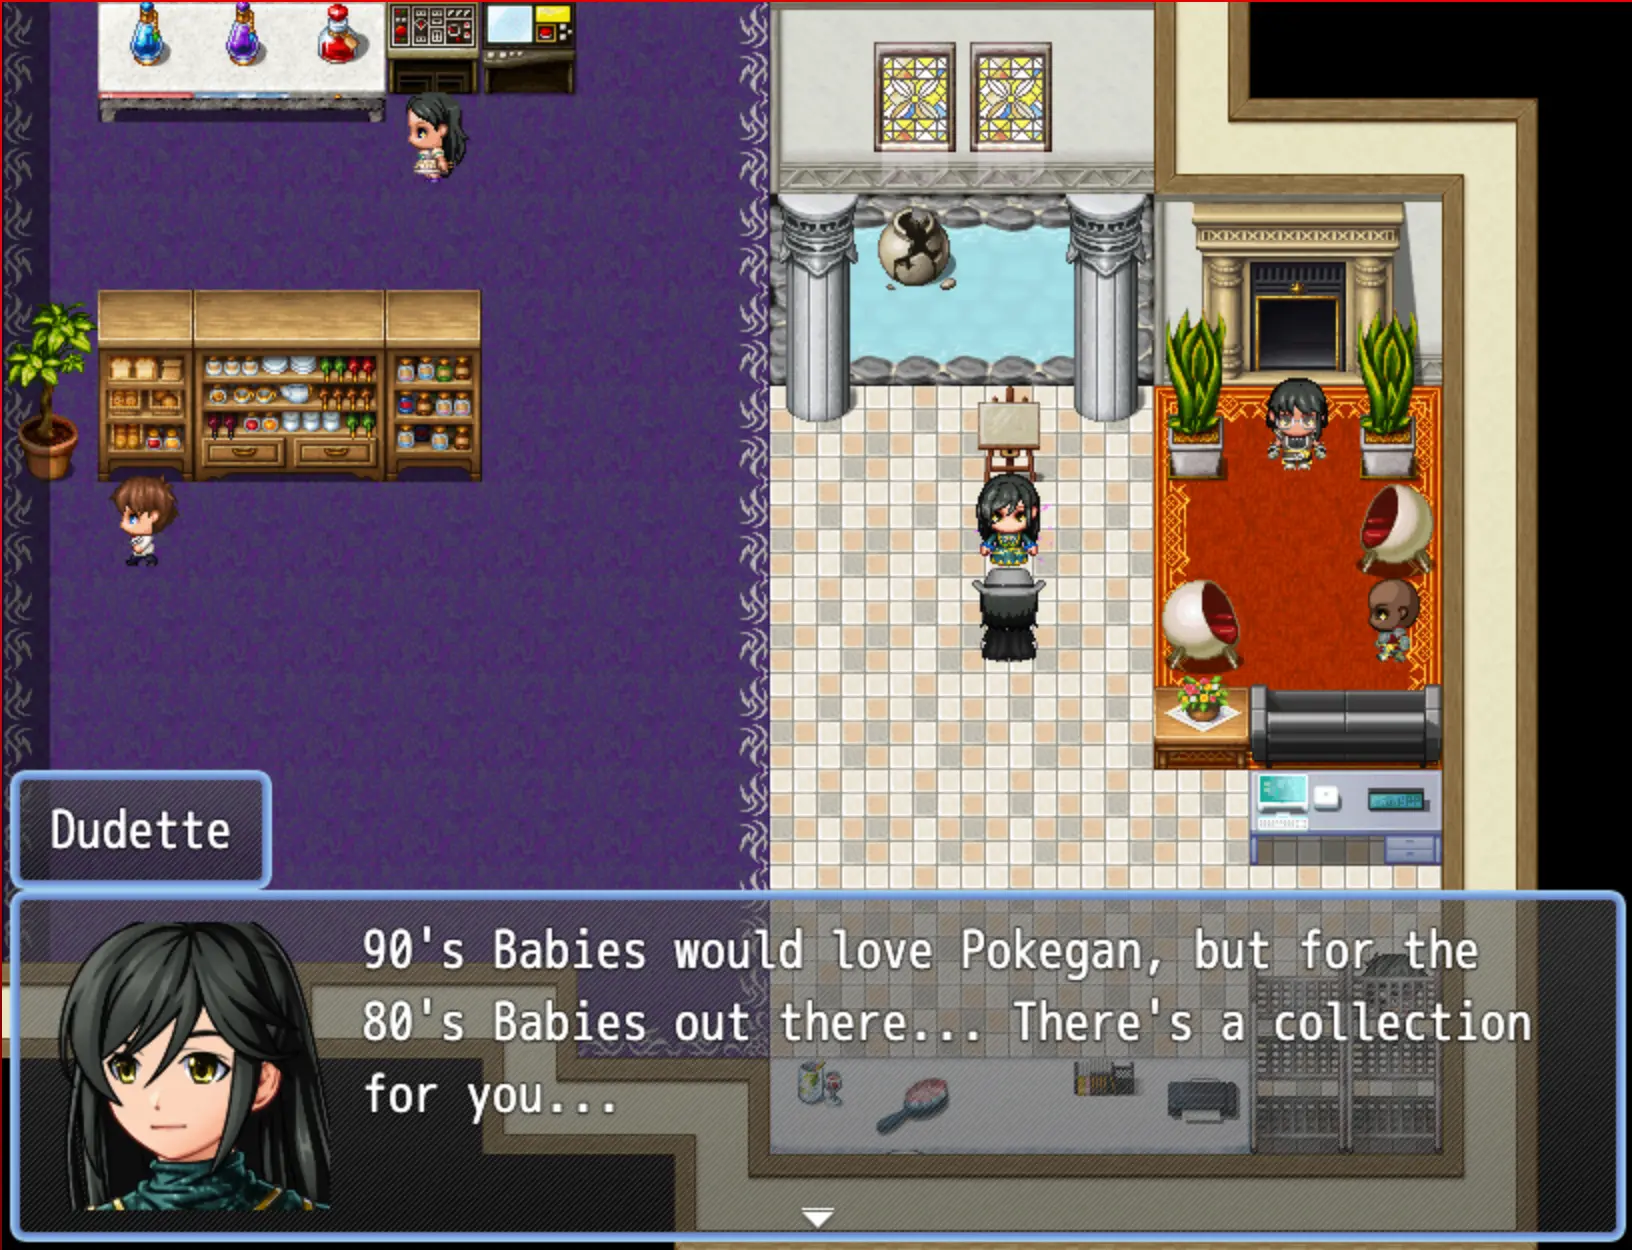 Dudette
90's Babies would love Pokegan, but for the
80's Babies out there... There's a collection
for you...